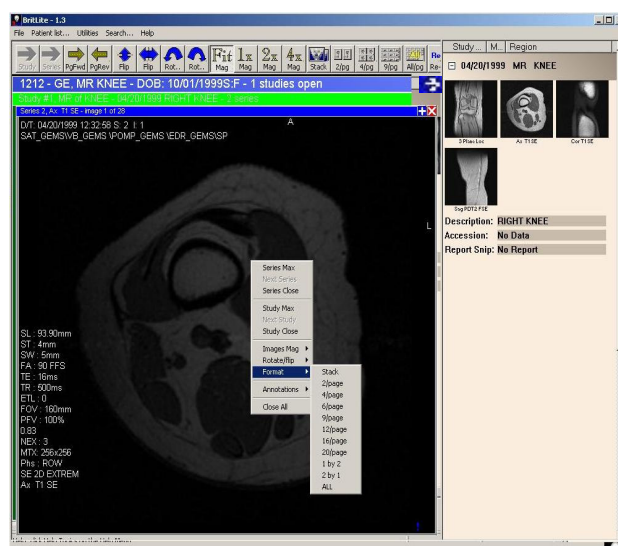 BritLite - 1.3
File Patient list... Utilities Search... Help
Study Series PgFwd PgRev Flip Flip Rot.. Rot.. Fit Mag 1x Mag 2x Mag 4x Mag Stack 2/pg 4/pg 9/pg All/pg Re-
Re
1212 - GE, MR KNEE - DOB: 10/01/1999S:F - 1 studies open
Study #1, MR of KNEE - 04/20/1999 RIGHT KNEE - 2 series
Series 2, Ax T1 SE - image 1 of 28
D/T: 04/20/1999 12:32:58 S: 2 I: 1
SAT_GEMS\VB_GEMS \POMP_GEMS \EDR_GEMS\SP
A
L
SL : 93.90mm
ST : 4mm
SW : 5mm
FA : 90 FFS
TE : 16ms
TR : 500ms
ETL : 0
FOV : 160mm
PFV : 100%
0.83
NEX : 3
MTX: 256x256
Phs : ROW
SE 2D EXTREM
Ax T1 SE
Series Max
Next Series
Series Close
Study Max
Next Study
Study Close
Images Mag
Rotate/flip
Format
Annotations
Close All
Stack
2/page
4/page
6/page
9/page
12/page
16/page
20/page
1 by 2
2 by 1
ALL
Study ... M... Region
04/20/1999 MR KNEE
3 Plaes Loc
Ax T1 SE
Cor T1 SE
Sag PDT2 FSE
Description: RIGHT KNEE
Accession: No Data
Report Snip: No Report